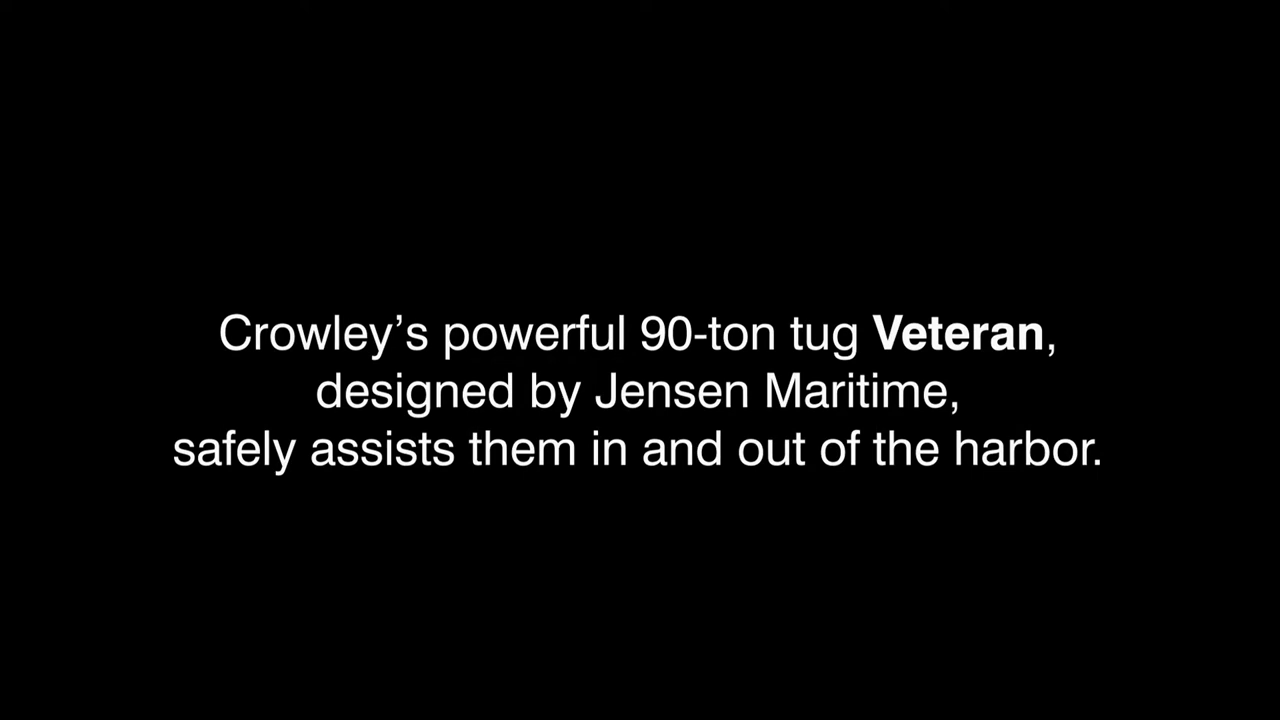 Crowley’s powerful 90-ton tug Veteran,
designed by Jensen Maritime,
safely assists them in and out of the harbor.